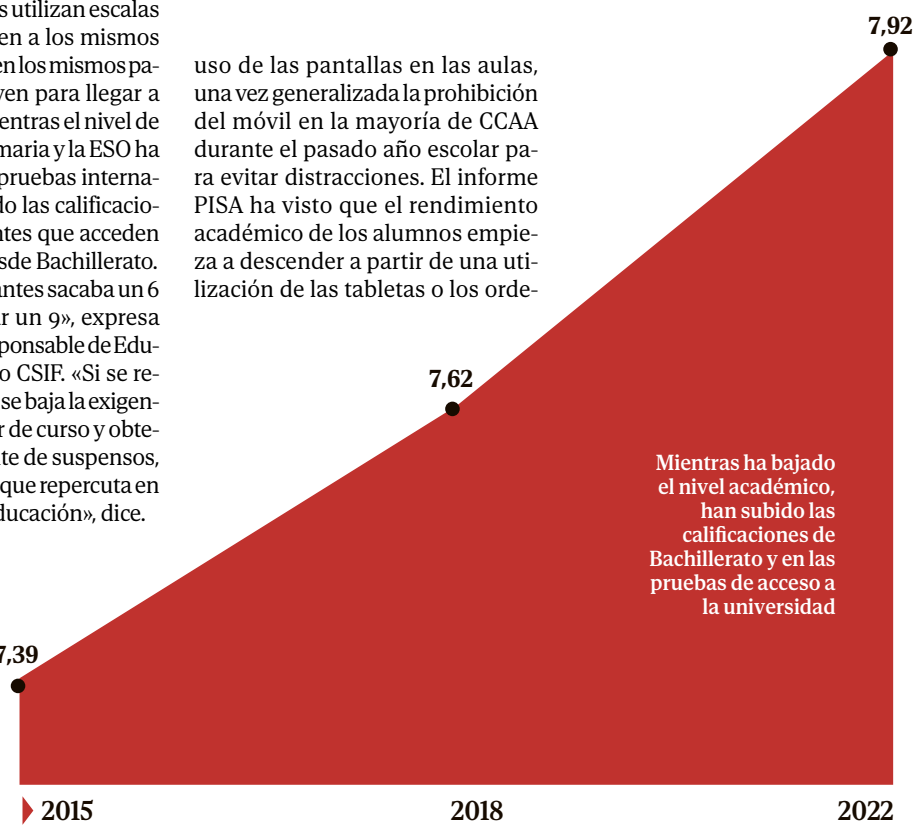 s utilizan escalas
en a los mismos
en los mismos pa-
yen para llegar a
entras el nivel de
maria y la ESO ha
pruebas interna-
do las calificacio-
ntes que acceden
sde Bachillerato.
antes sacaba un 6
r un 9», expresa
ponsable de Edu-
o CSIF. «Si se re-
se baja la exigen-
r de curso y obte-
te de suspensos,
que repercuta en
ducación», dice.
uso de las pantallas en las aulas,
una vez generalizada la prohibición
del móvil en la mayoría de CCAA
durante el pasado año escolar pa-
ra evitar distracciones. El informe
PISA ha visto que el rendimiento
académico de los alumnos empie-
za a descender a partir de una uti-
lización de las tabletas o los orde-
7,92
7,62
7,39
Mientras ha bajado
el nivel académico,
han subido las
calificaciones de
Bachillerato y en las
pruebas de acceso a
la universidad
2015
2018
2022